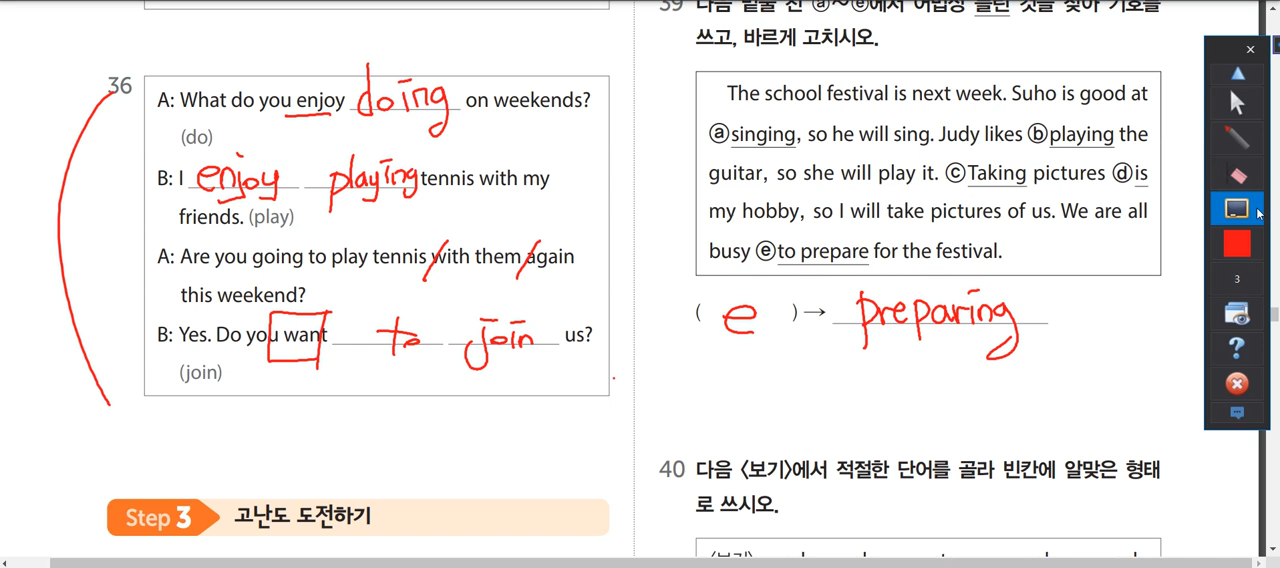 36
A: What do you enjoy doing on weekends?
(do)
B: I enjoy playing tennis with my
friends. (play)
A: Are you going to play tennis with them again
this weekend?
B: Yes. Do you want to join us?
(join)
Step 3 고난도 도전하기
39 다음 밑줄 친 ⓐ~ⓔ에서 어법상 틀린 것을 찾아 기호를
쓰고, 바르게 고치시오.
The school festival is next week. Suho is good at
ⓐsinging, so he will sing. Judy likes ⓑplaying the
guitar, so she will play it. ⓒTaking pictures ⓓis
my hobby, so I will take pictures of us. We are all
busy ⓔto prepare for the festival.
( e ) → preparing
40 다음 〈보기〉에서 적절한 단어를 골라 빈칸에 알맞은 형태
로 쓰시오.
3